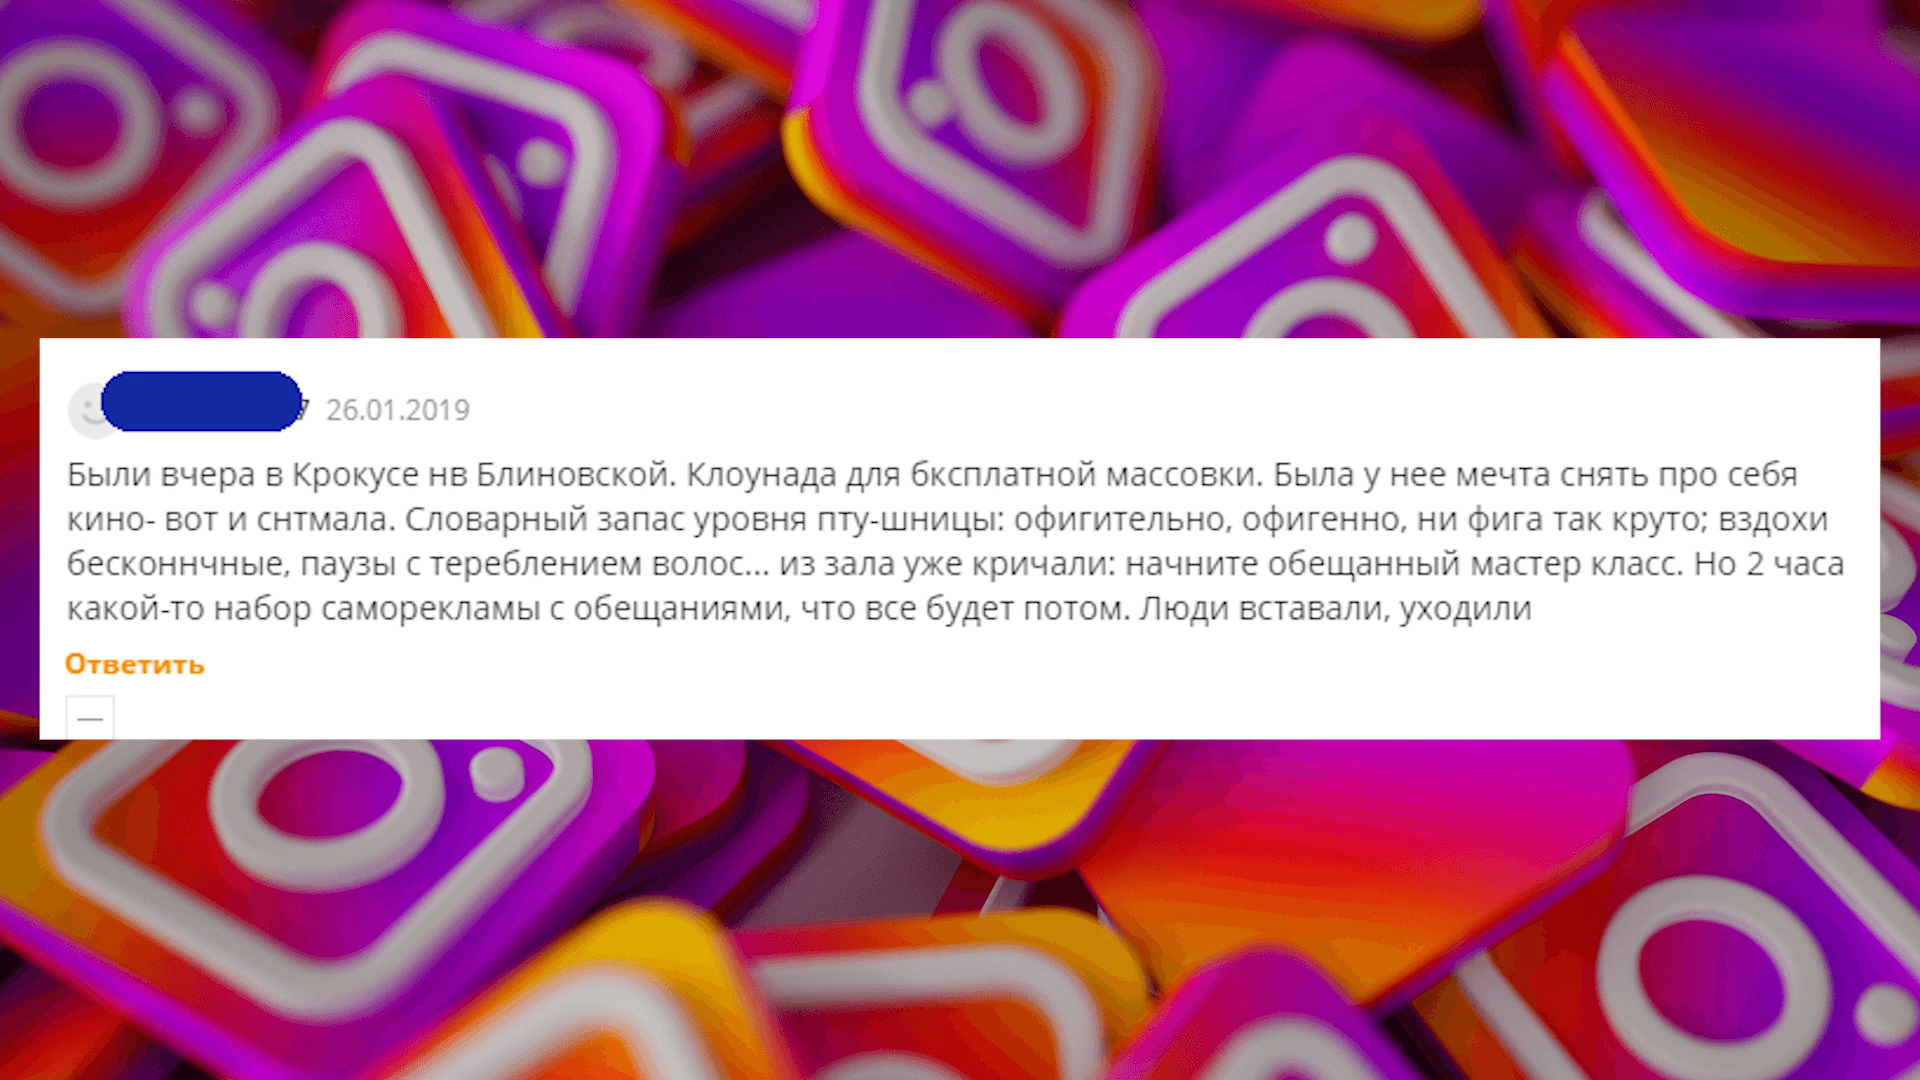 7 26.01.2019
Были вчера в Крокусе нв Блиновской. Клоунада для бксплатной массовки. Была у нее мечта снять про себя
кино- вот и снтмала. Словарный запас уровня пту-шницы: офигительно, офигенно, ни фига так круто; вздохи
бесконнчные, паузы с тереблением волос... из зала уже кричали: начните обещанный мастер класс. Но 2 часа
какой-то набор саморекламы с обещаниями, что все будет потом. Люди вставали, уходили
Ответить